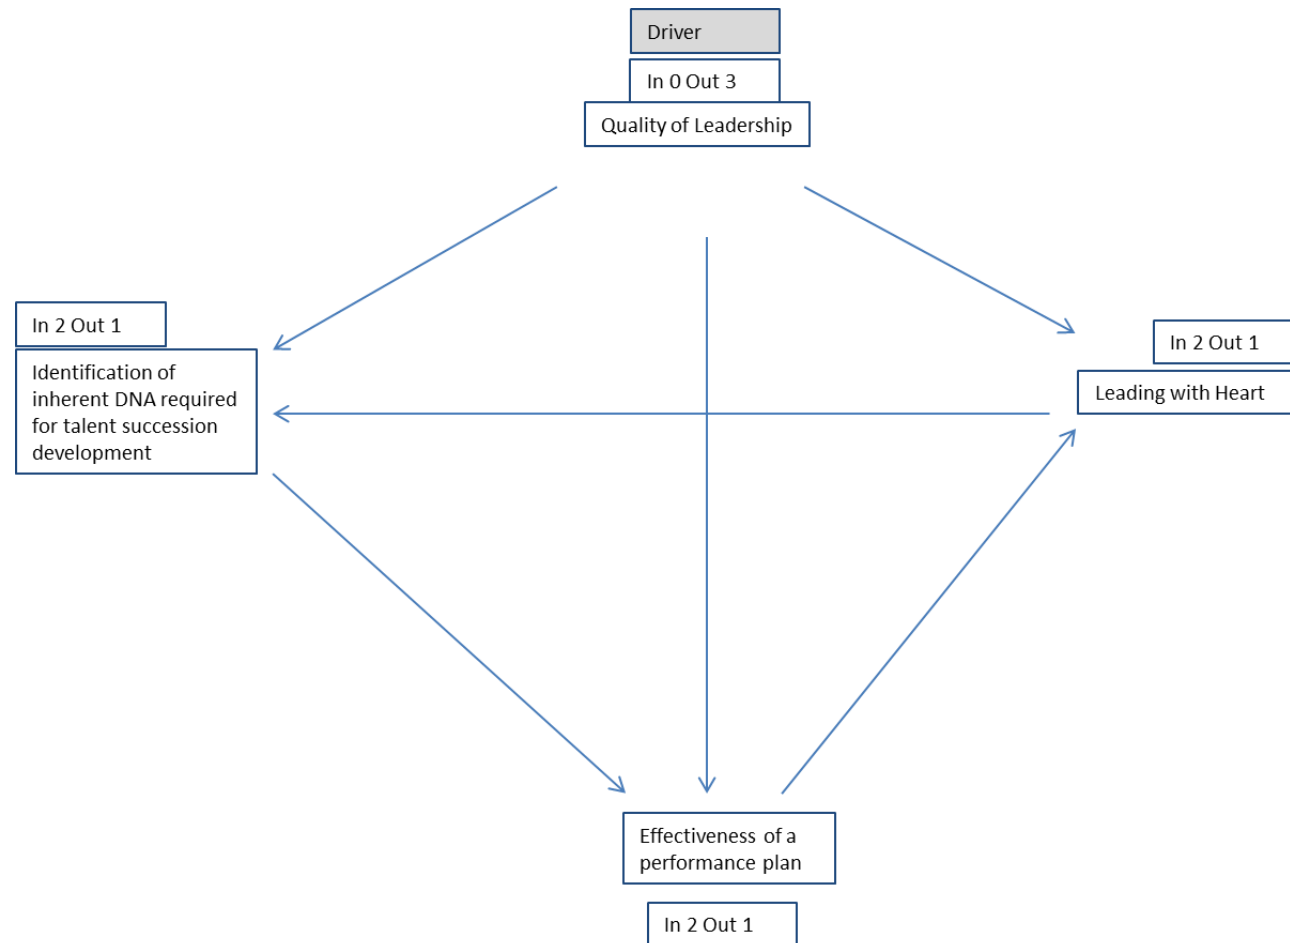 Driver
In 0 Out 3
Quality of Leadership
In 2 Out 1
Identification of
inherent DNA required
for talent succession
development
In 2 Out 1
Leading with Heart
Effectiveness of a
performance plan
In 2 Out 1